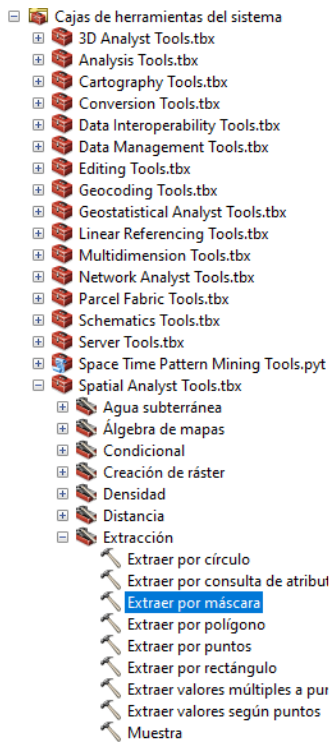 Cajas de herramientas del sistema
3D Analyst Tools.tbx
Analysis Tools.tbx
Cartography Tools.tbx
Conversion Tools.tbx
Data Interoperability Tools.tbx
Data Management Tools.tbx
Editing Tools.tbx
Geocoding Tools.tbx
Geostatistical Analyst Tools.tbx
Linear Referencing Tools.tbx
Multidimension Tools.tbx
Network Analyst Tools.tbx
Parcel Fabric Tools.tbx
Schematics Tools.tbx
Server Tools.tbx
Space Time Pattern Mining Tools.pyt
Spatial Analyst Tools.tbx
Agua subterránea
Álgebra de mapas
Condicional
Creación de ráster
Densidad
Distancia
Extracción
Extraer por círculo
Extraer por consulta de atribut
Extraer por máscara
Extraer por polígono
Extraer por puntos
Extraer por rectángulo
Extraer valores múltiples a pun
Extraer valores según puntos
Muestra